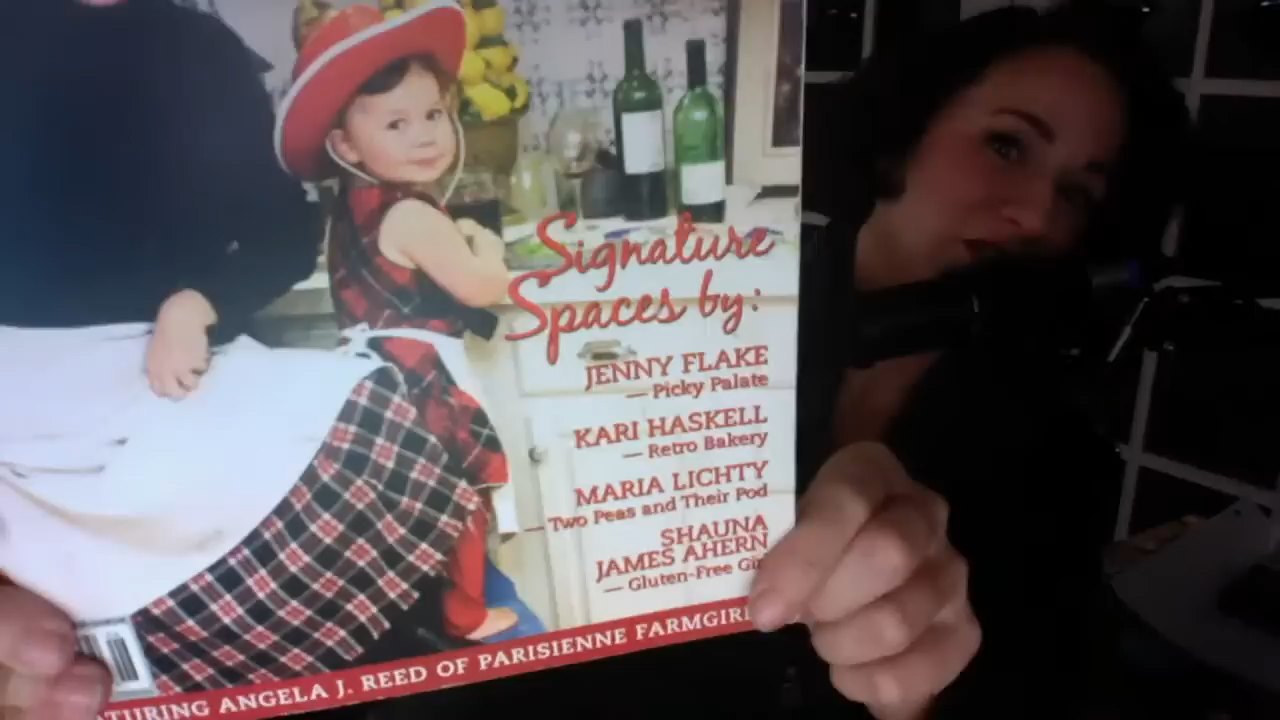 Signature
Spaces by:
JENNY FLAKE
— Picky Palate
KARI HASKELL
— Retro Bakery
MARIA LICHTY
— Two Peas and Their Pod
SHAUNA
JAMES AHERN
— Gluten-Free
ANGELA J. REED OF PARISIENNE FARMGIRL